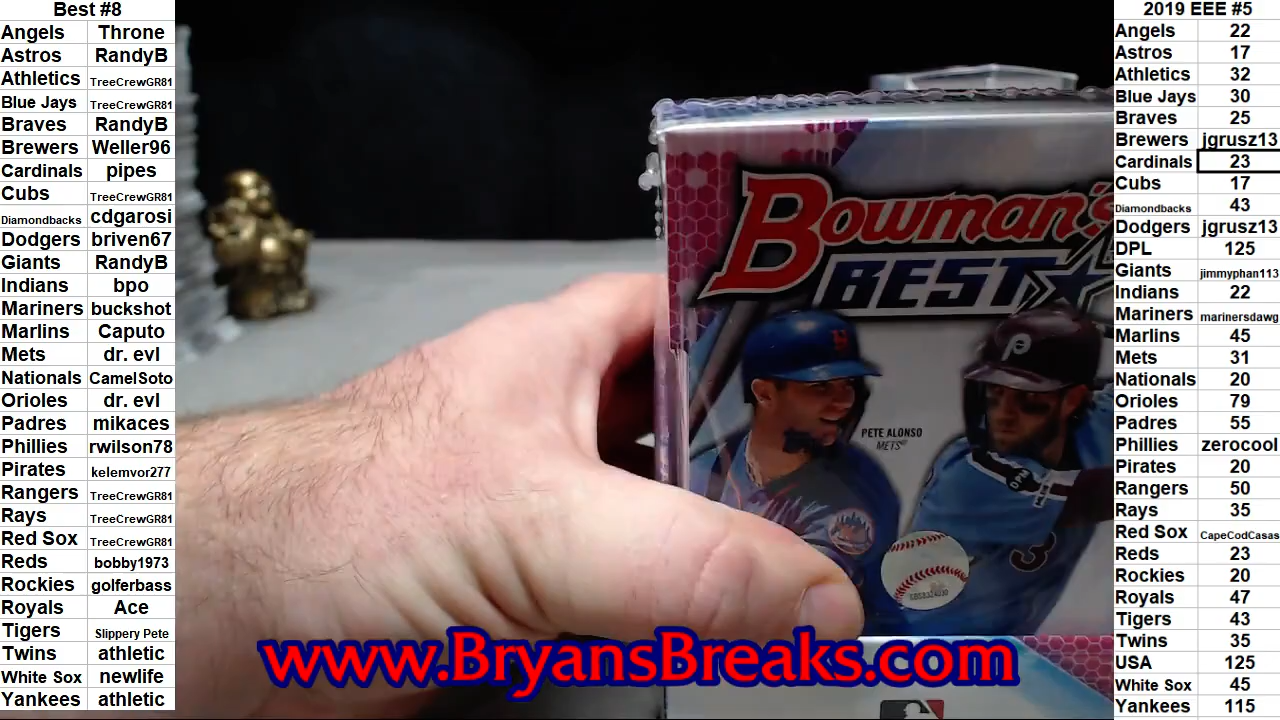 Best #8
Angels Throne
Astros RandyB
Athletics TreeCrewGR81
Blue Jays TreeCrewGR81
Braves RandyB
Brewers Weller96
Cardinals pipes
Cubs TreeCrewGR81
Diamondbacks cdgarosi
Dodgers briven67
Giants RandyB
Indians bpo
Mariners buckshot
Marlins Caputo
Mets dr. evl
Nationals CamelSoto
Orioles dr. evl
Padres mikaces
Phillies rwilson78
Pirates kelemvor277
Rangers TreeCrewGR81
Rays TreeCrewGR81
Red Sox TreeCrewGR81
Reds bobby1973
Rockies golferbass
Royals Ace
Tigers Slippery Pete
Twins athletic
White Sox newlife
Yankees athletic
Bowman's
BEST
PETE ALONSO
METS
P
3
www.BryansBreaks.com
2019 EEE #5
Angels 22
Astros 17
Athletics 32
Blue Jays 30
Braves 25
Brewers jgrusz13
Cardinals 23
Cubs 17
Diamondbacks 43
Dodgers jgrusz13
DPL 125
Giants jimmyphan113
Indians 22
Mariners marinersdawg
Marlins 45
Mets 31
Nationals 20
Orioles 79
Padres 55
Phillies zerocool
Pirates 20
Rangers 50
Rays 35
Red Sox CapeCodCasas
Reds 23
Rockies 20
Royals 47
Tigers 43
Twins 35
USA 125
White Sox 45
Yankees 115